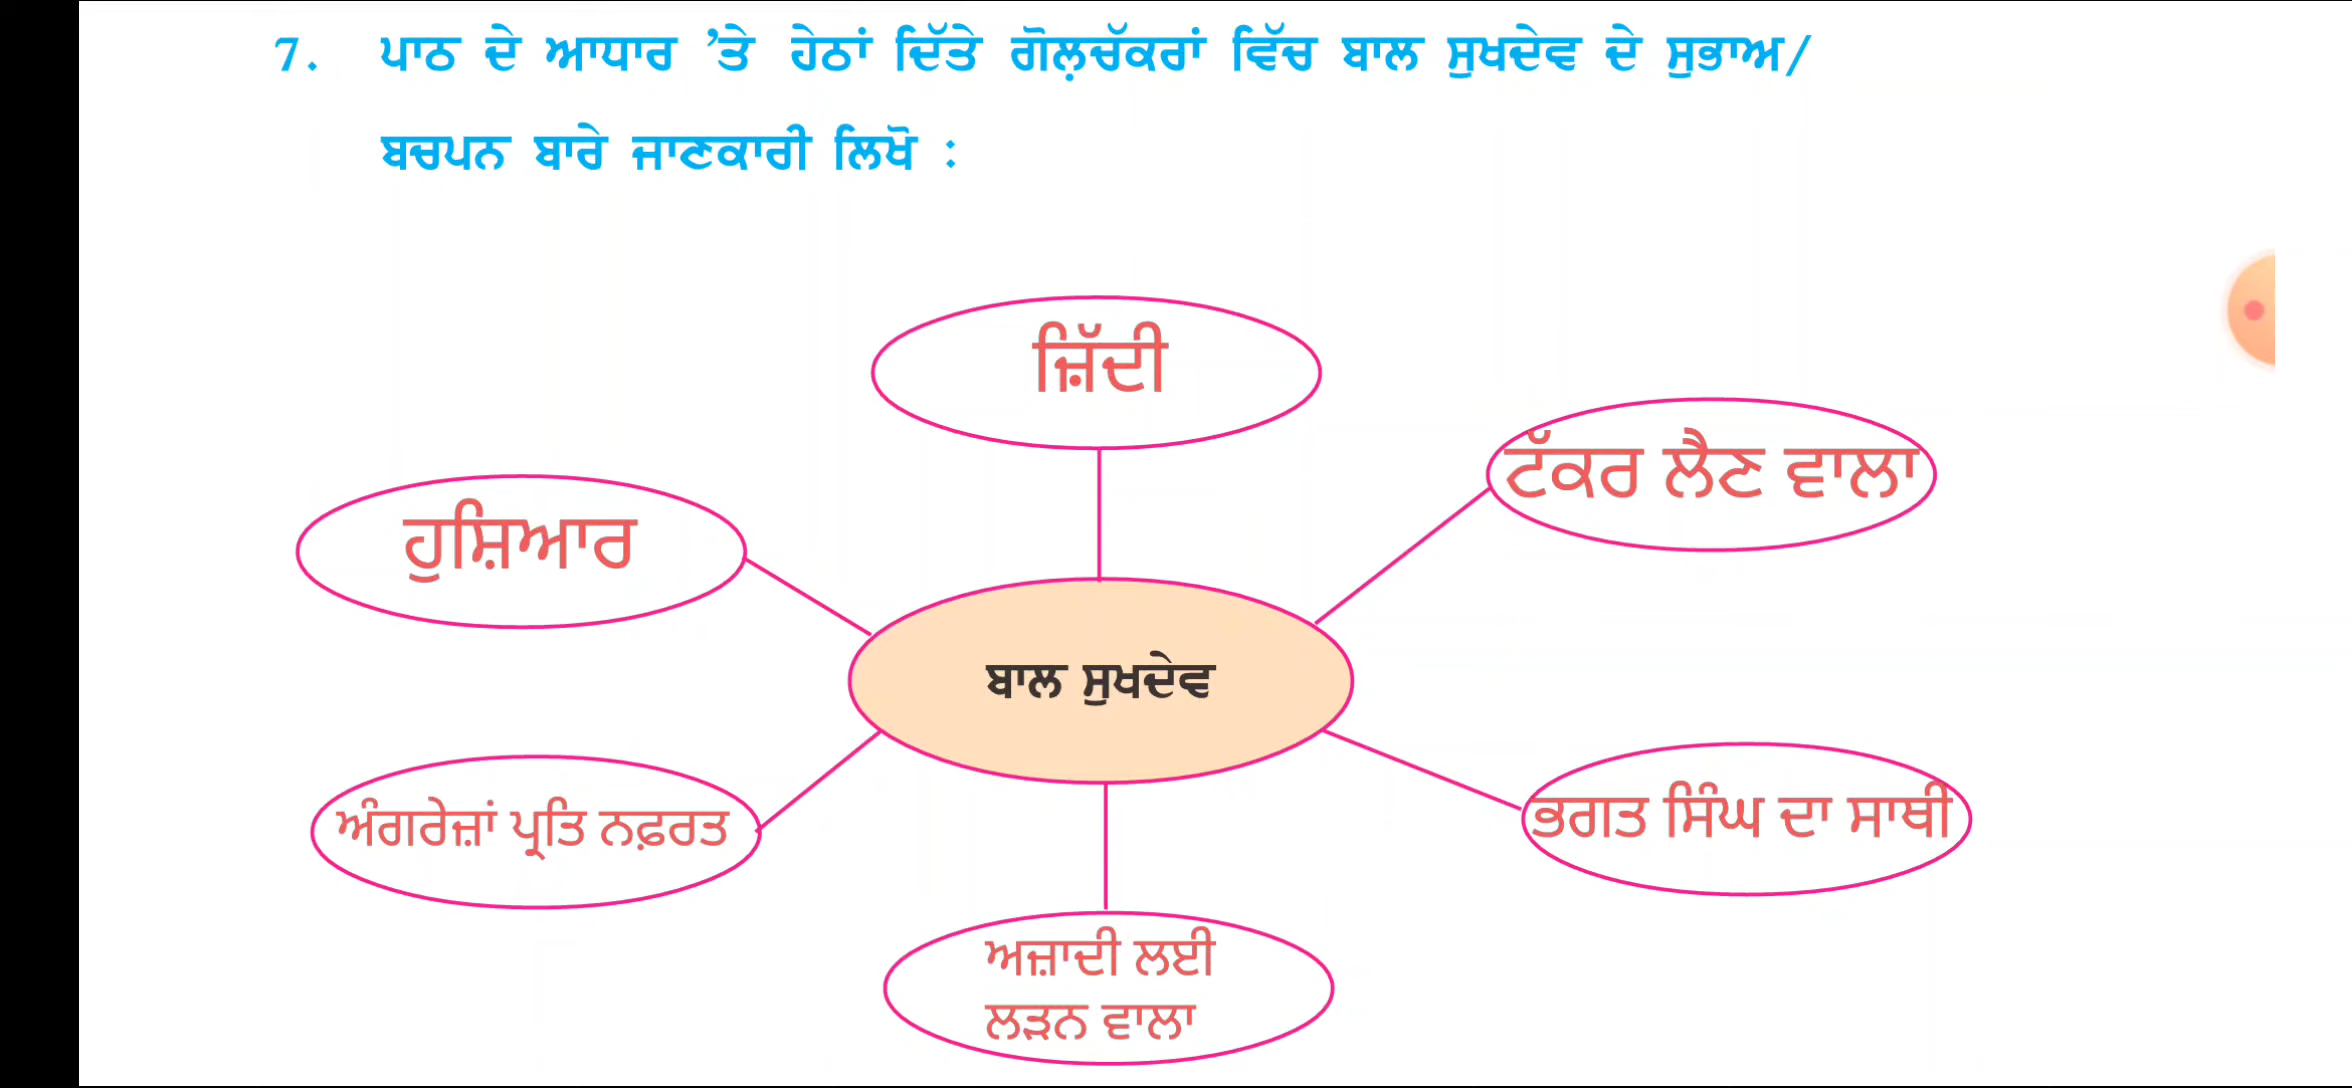 7. ਪਾਠ ਦੇ ਆਧਾਰ ’ਤੇ ਹੇਠਾਂ ਦਿੱਤੇ ਗੋਲ਼ਚੱਕਰਾਂ ਵਿੱਚ ਬਾਲ ਸੁਖਦੇਵ ਦੇ ਸੁਭਾਅ/
ਬਚਪਨ ਬਾਰੇ ਜਾਣਕਾਰੀ ਲਿਖੋ :
ਜ਼ਿੱਦੀ
ਟੱਕਰ ਲੈਣ ਵਾਲਾ
ਹੁਸ਼ਿਆਰ
ਬਾਲ ਸੁਖਦੇਵ
ਅੰਗਰੇਜ਼ਾਂ ਪ੍ਰਤਿ ਨਫ਼ਰਤ
ਭਗਤ ਸਿੰਘ ਦਾ ਸਾਥੀ
ਅਜ਼ਾਦੀ ਲਈ
ਲੜਨ ਵਾਲਾ